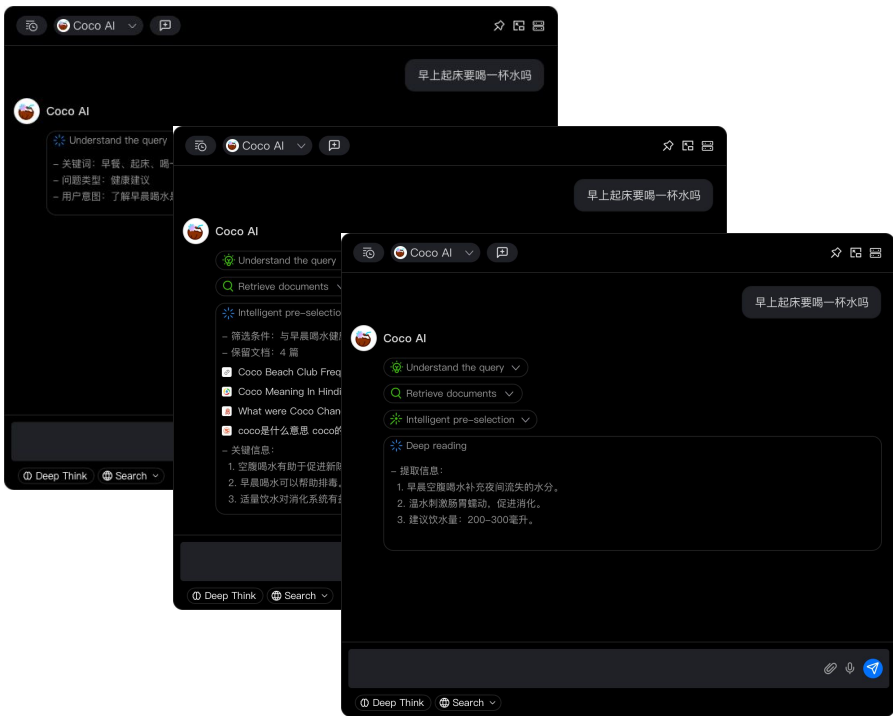 Coco AI
早上起床要喝一杯水吗
Coco AI
Understand the query
– 关键词：早餐、起床、喝
– 问题类型：健康建议
– 用户意图：了解早晨喝水
Deep Think
Search
Coco AI
早上起床要喝一杯水吗
Coco AI
Understand the query
Retrieve documents
Intelligent pre-selectio
– 筛选条件：与早晨喝水健
– 保留文档：4 篇
Coco Beach Club Freq
Coco Meaning In Hindi
What were Coco Chan
coco是什么意思 coco的
– 关键信息：
1. 空腹喝水有助于促进新
2. 早晨喝水可以帮助排毒。
3. 适量饮水对消化系统有
Deep Think
Search
Coco AI
早上起床要喝一杯水吗
Coco AI
Understand the query
Retrieve documents
Intelligent pre-selection
Deep reading
– 提取信息：
1. 早晨空腹喝水补充夜间流失的水分。
2. 温水刺激肠胃蠕动，促进消化。
3. 建议饮水量：200–300毫升。
Deep Think
Search